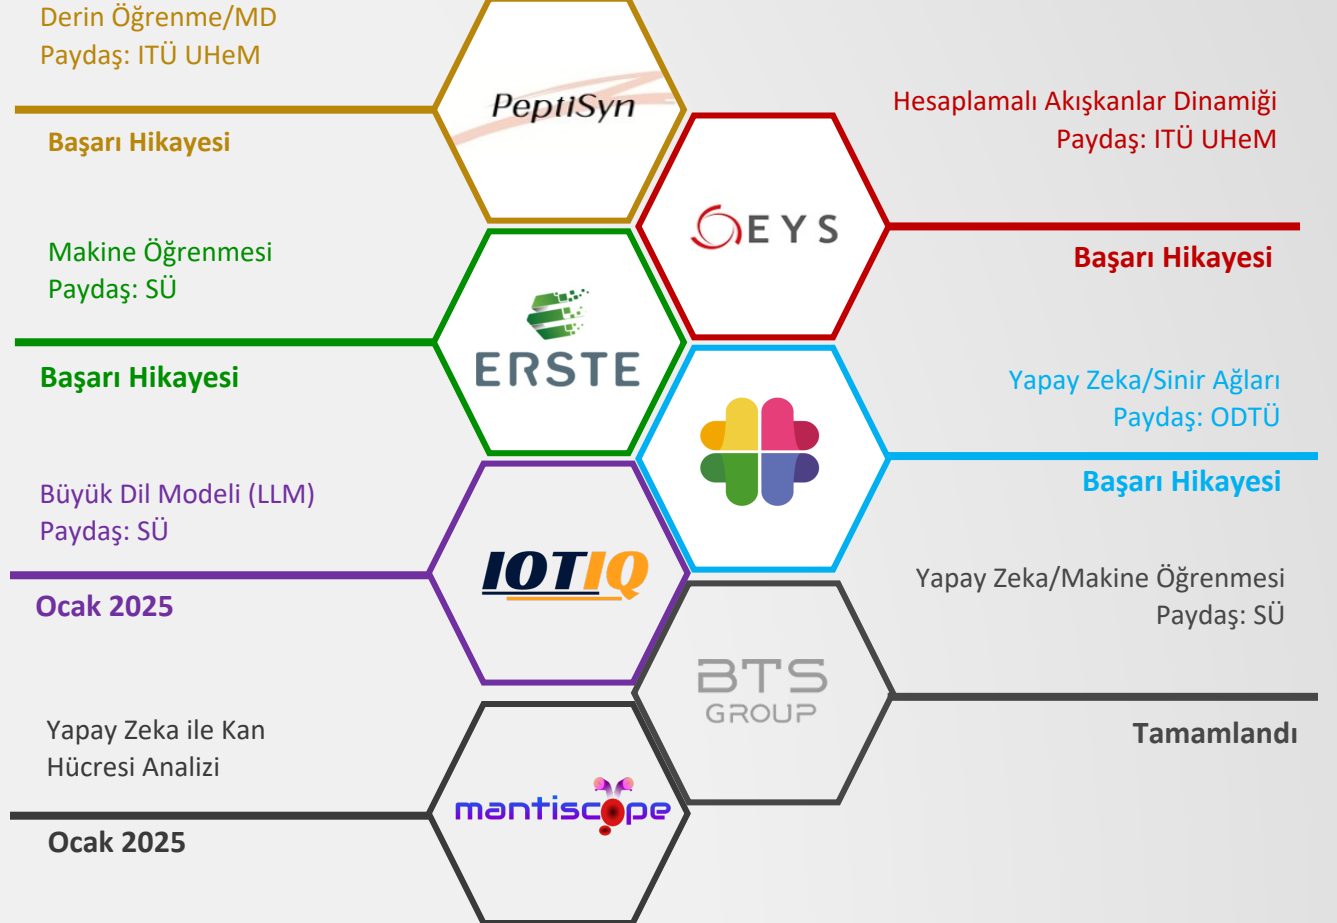 Derin Öğrenme/MD
Paydaş: ITÜ UHeM
PeptiSyn
Başarı Hikayesi
Hesaplamalı Akışkanlar Dinamiği
Paydaş: ITÜ UHeM
EYS
Başarı Hikayesi
Makine Öğrenmesi
Paydaş: SÜ
ERSTE
Başarı Hikayesi
Yapay Zeka/Sinir Ağları
Paydaş: ODTÜ
Başarı Hikayesi
Büyük Dil Modeli (LLM)
Paydaş: SÜ
IOTIQ
Ocak 2025
Yapay Zeka/Makine Öğrenmesi
Paydaş: SÜ
BTS
GROUP
Tamamlandı
Yapay Zeka ile Kan
Hücresi Analizi
mantiscope
Ocak 2025